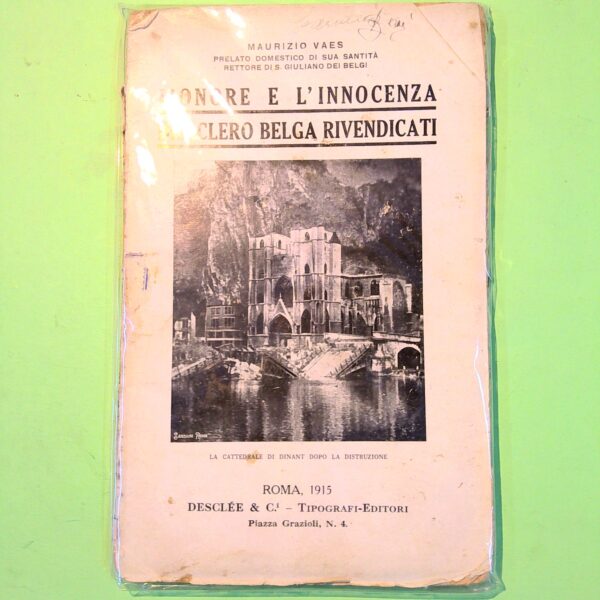 MAURIZIO VAES
PRELATO DOMESTICO DI SUA SANTITÀ
RETTORE DI S. GIULIANO DEI BELGI
L'ONORE E L'INNOCENZA
CLERO BELGA RIVENDICATI
LA CATTEDRALE DI DINANT DOPO LA DISTRUZIONE
ROMA, 1915
DESCLÉE & C.i – TIPOGRAFI-EDITORI
Piazza Grazioli, N. 4.